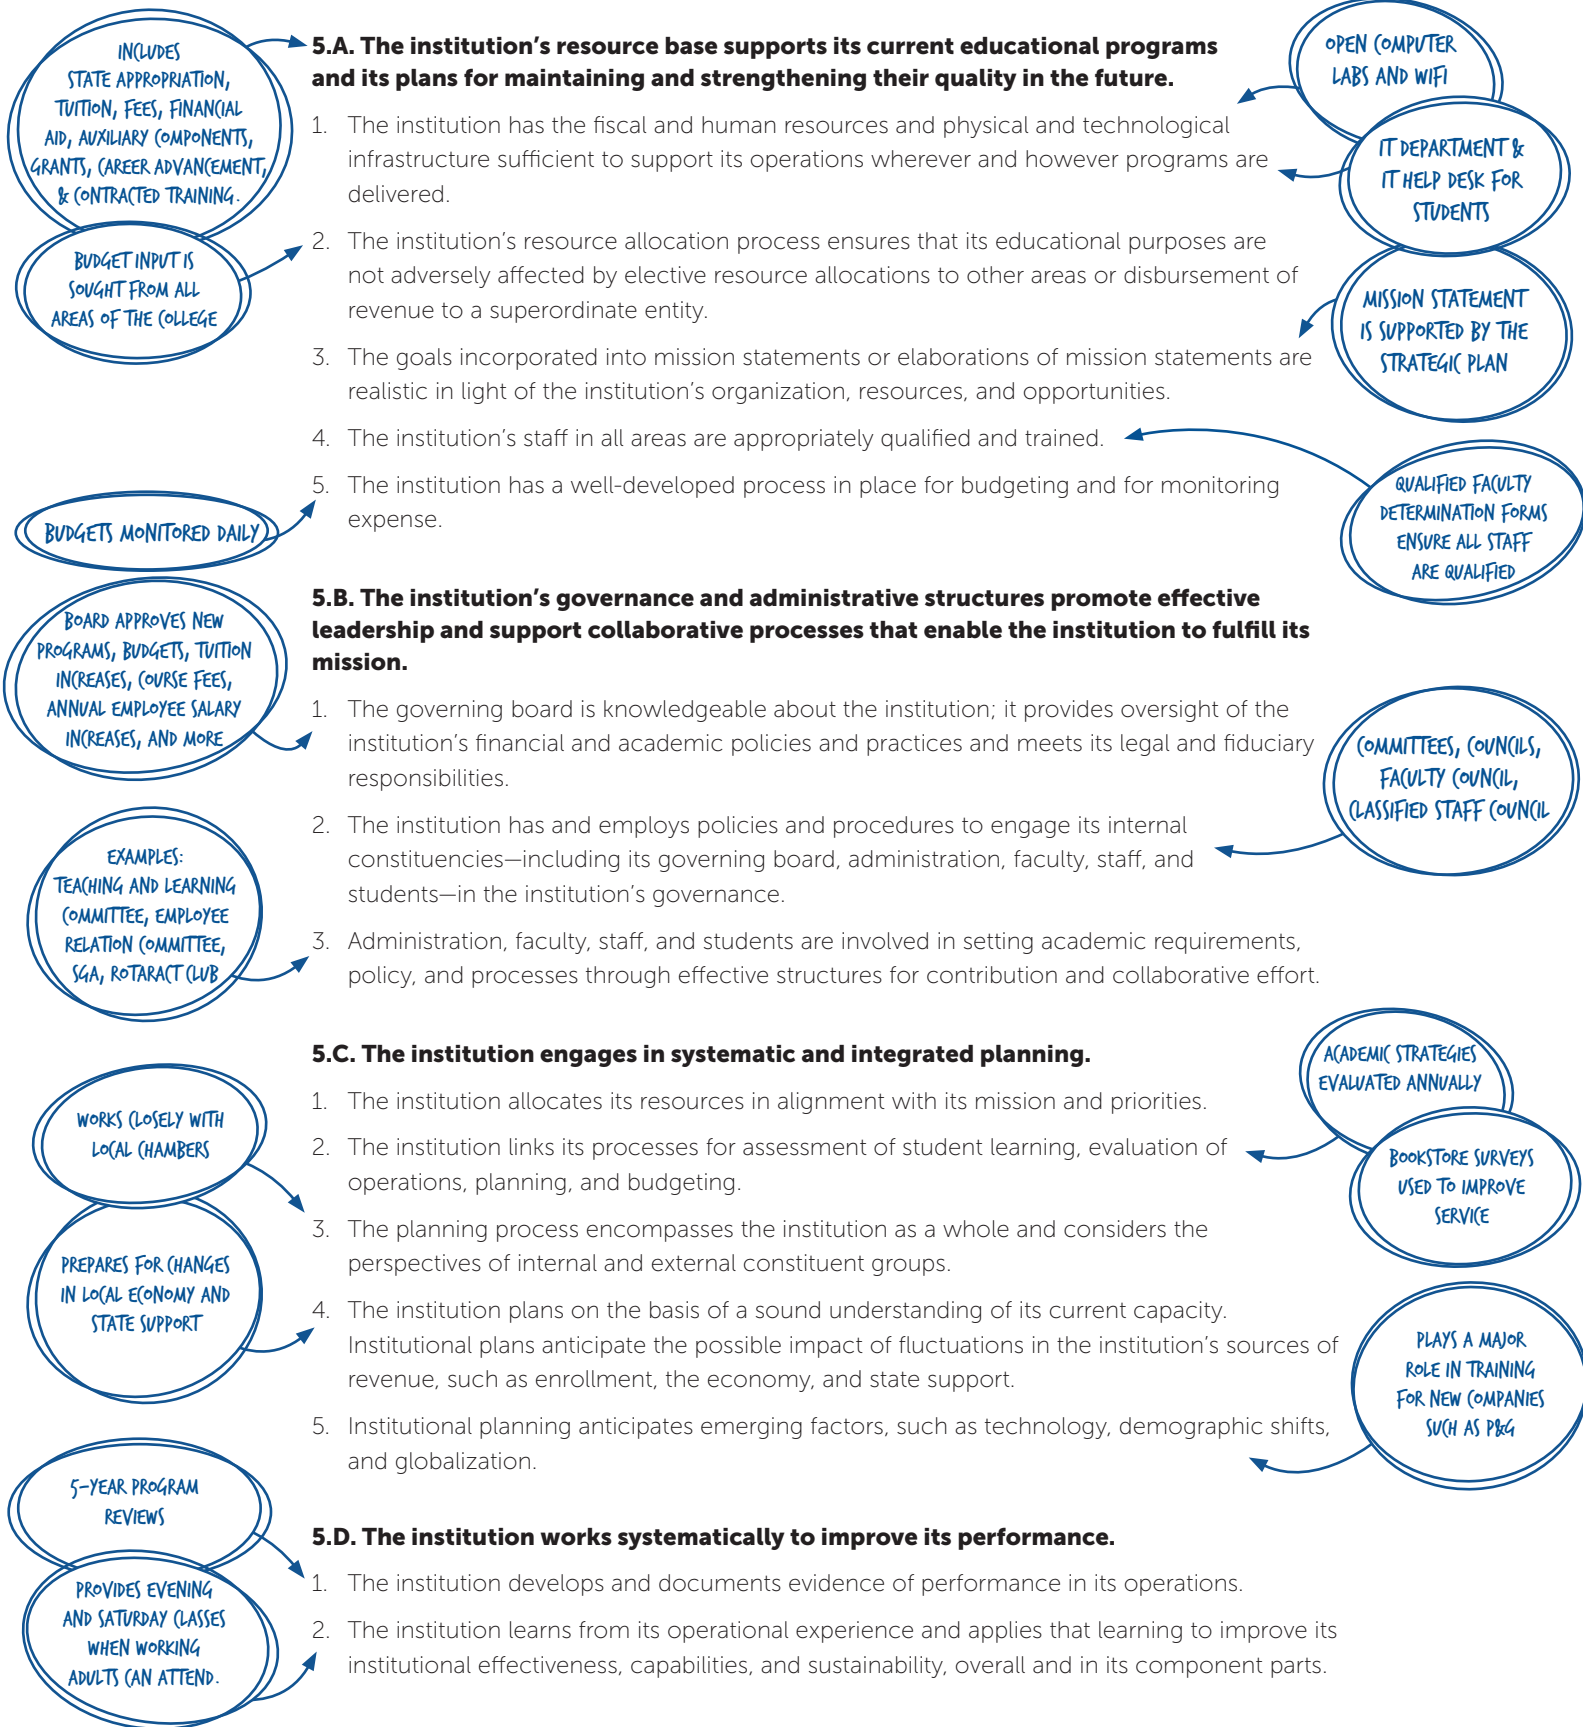 INCLUDES
STATE APPROPRIATION,
TUITION, FEES, FINANCIAL
AID, AUXILIARY COMPONENTS,
GRANTS, CAREER ADVANCEMENT,
& CONTRACTED TRAINING.
BUDGET INPUT IS
SOUGHT FROM ALL
AREAS OF THE COLLEGE
5.A. The institution’s resource base supports its current educational programs
and its plans for maintaining and strengthening their quality in the future.
1. The institution has the fiscal and human resources and physical and technological
infrastructure sufficient to support its operations wherever and however programs are
delivered.
2. The institution’s resource allocation process ensures that its educational purposes are
not adversely affected by elective resource allocations to other areas or disbursement of
revenue to a superordinate entity.
3. The goals incorporated into mission statements or elaborations of mission statements are
realistic in light of the institution’s organization, resources, and opportunities.
4. The institution’s staff in all areas are appropriately qualified and trained.
5. The institution has a well-developed process in place for budgeting and for monitoring
expense.
OPEN COMPUTER
LABS AND WIFI
IT DEPARTMENT &
IT HELP DESK FOR
STUDENTS
MISSION STATEMENT
IS SUPPORTED BY THE
STRATEGIC PLAN
QUALIFIED FACULTY
DETERMINATION FORMS
ENSURE ALL STAFF
ARE QUALIFIED
BUDGETS MONITORED DAILY
BOARD APPROVES NEW
PROGRAMS, BUDGETS, TUITION
INCREASES, COURSE FEES,
ANNUAL EMPLOYEE SALARY
INCREASES, AND MORE
5.B. The institution’s governance and administrative structures promote effective
leadership and support collaborative processes that enable the institution to fulfill its
mission.
1. The governing board is knowledgeable about the institution; it provides oversight of the
institution’s financial and academic policies and practices and meets its legal and fiduciary
responsibilities.
2. The institution has and employs policies and procedures to engage its internal
constituencies—including its governing board, administration, faculty, staff, and
students—in the institution’s governance.
3. Administration, faculty, staff, and students are involved in setting academic requirements,
policy, and processes through effective structures for contribution and collaborative effort.
COMMITTEES, COUNCILS,
FACULTY COUNCIL,
CLASSIFIED STAFF COUNCIL
EXAMPLES:
TEACHING AND LEARNING
COMMITTEE, EMPLOYEE
RELATION COMMITTEE,
SGA, ROTARACT CLUB
5.C. The institution engages in systematic and integrated planning.
1. The institution allocates its resources in alignment with its mission and priorities.
2. The institution links its processes for assessment of student learning, evaluation of
operations, planning, and budgeting.
3. The planning process encompasses the institution as a whole and considers the
perspectives of internal and external constituent groups.
4. The institution plans on the basis of a sound understanding of its current capacity.
Institutional plans anticipate the possible impact of fluctuations in the institution’s sources of
revenue, such as enrollment, the economy, and state support.
5. Institutional planning anticipates emerging factors, such as technology, demographic shifts,
and globalization.
ACADEMIC STRATEGIES
EVALUATED ANNUALLY
BOOKSTORE SURVEYS
USED TO IMPROVE
SERVICE
PLAYS A MAJOR
ROLE IN TRAINING
FOR NEW COMPANIES
SUCH AS P&G
WORKS CLOSELY WITH
LOCAL CHAMBERS
PREPARES FOR CHANGES
IN LOCAL ECONOMY AND
STATE SUPPORT
5-YEAR PROGRAM
REVIEWS
PROVIDES EVENING
AND SATURDAY CLASSES
WHEN WORKING
ADULTS CAN ATTEND.
5.D. The institution works systematically to improve its performance.
1. The institution develops and documents evidence of performance in its operations.
2. The institution learns from its operational experience and applies that learning to improve its
institutional effectiveness, capabilities, and sustainability, overall and in its component parts.